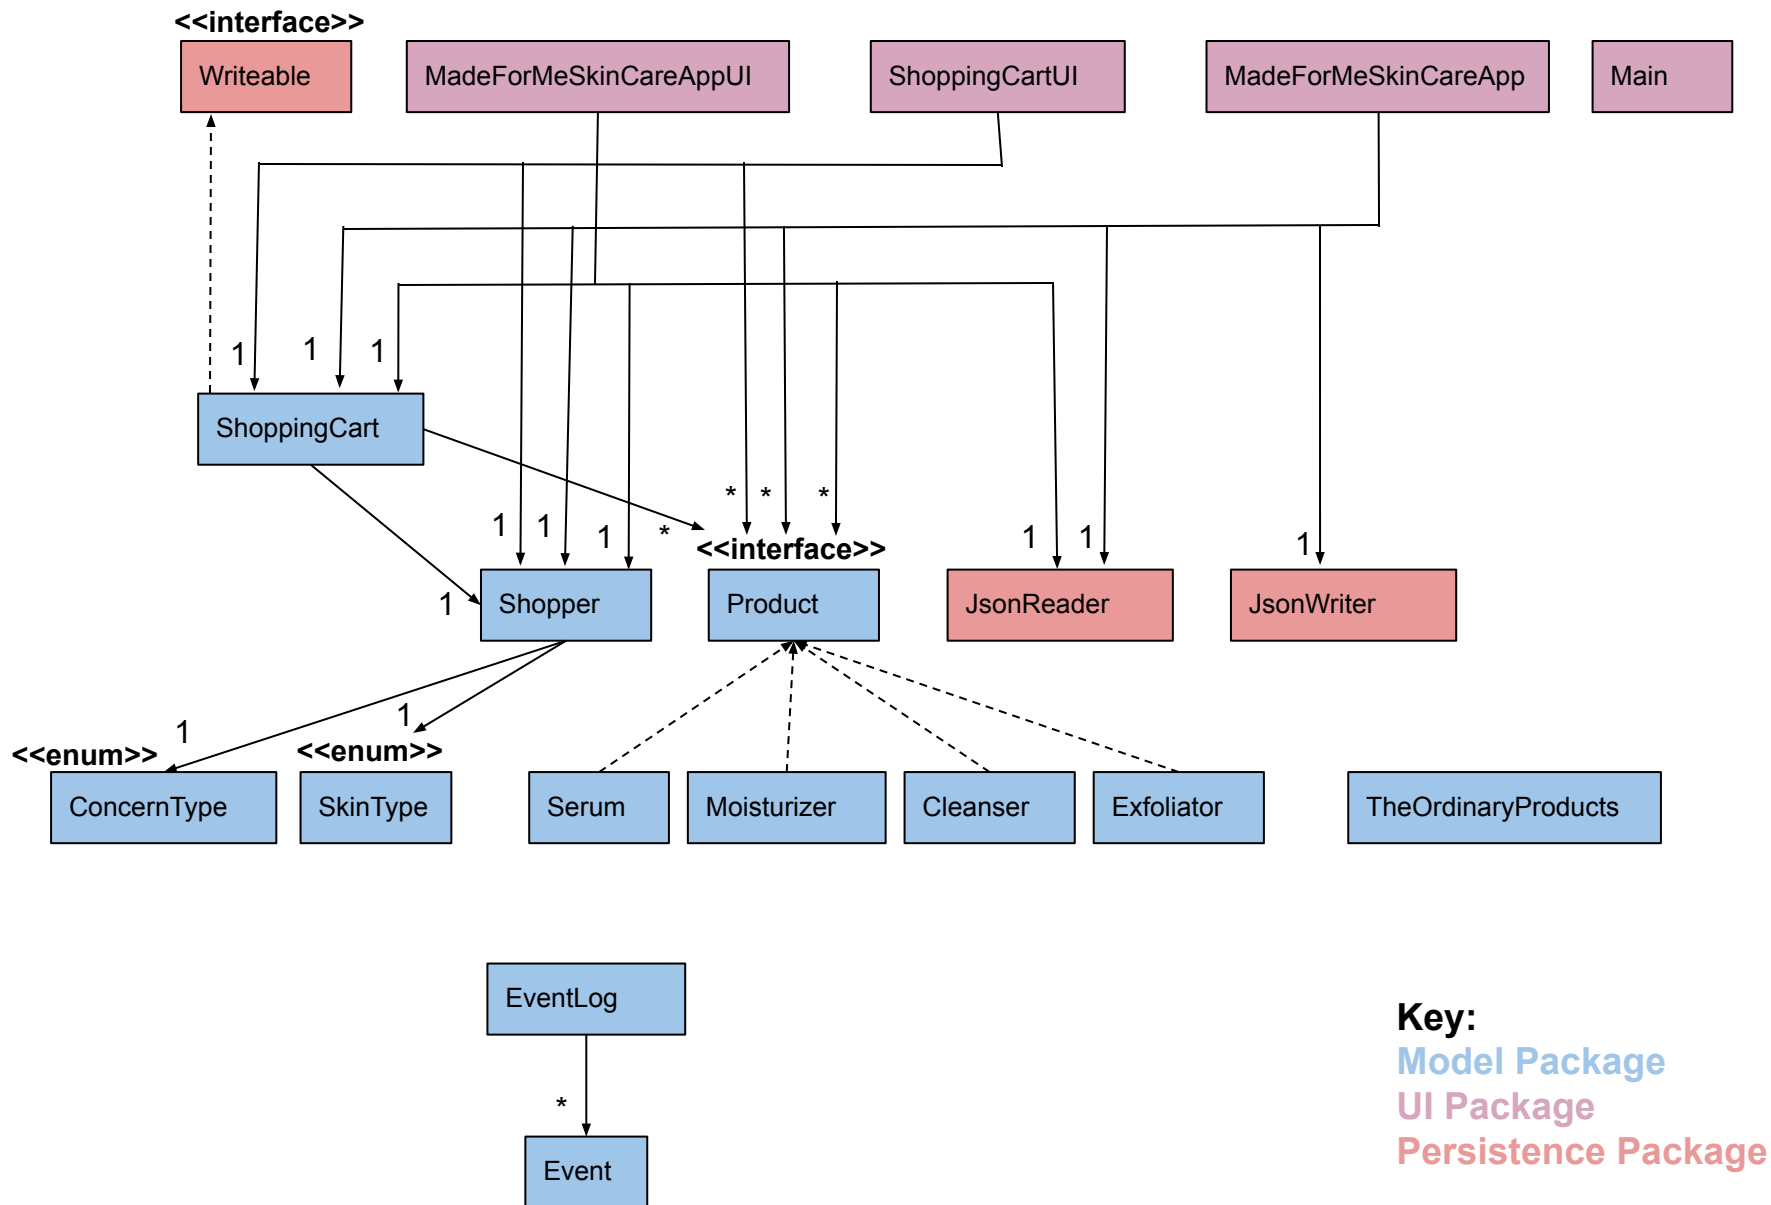 <<interface>>
Writeable
MadeForMeSkinCareAppUI
ShoppingCartUI
MadeForMeSkinCareApp
Main
1
1
1
ShoppingCart
*
*
*
1
1
1
*
1
1
1
<<interface>>
1
Shopper
Product
JsonReader
JsonWriter
1
1
<<enum>>
<<enum>>
ConcernType
SkinType
Serum
Moisturizer
Cleanser
Exfoliator
TheOrdinaryProducts
EventLog
*
Event
Key:
Model Package
UI Package
Persistence Package